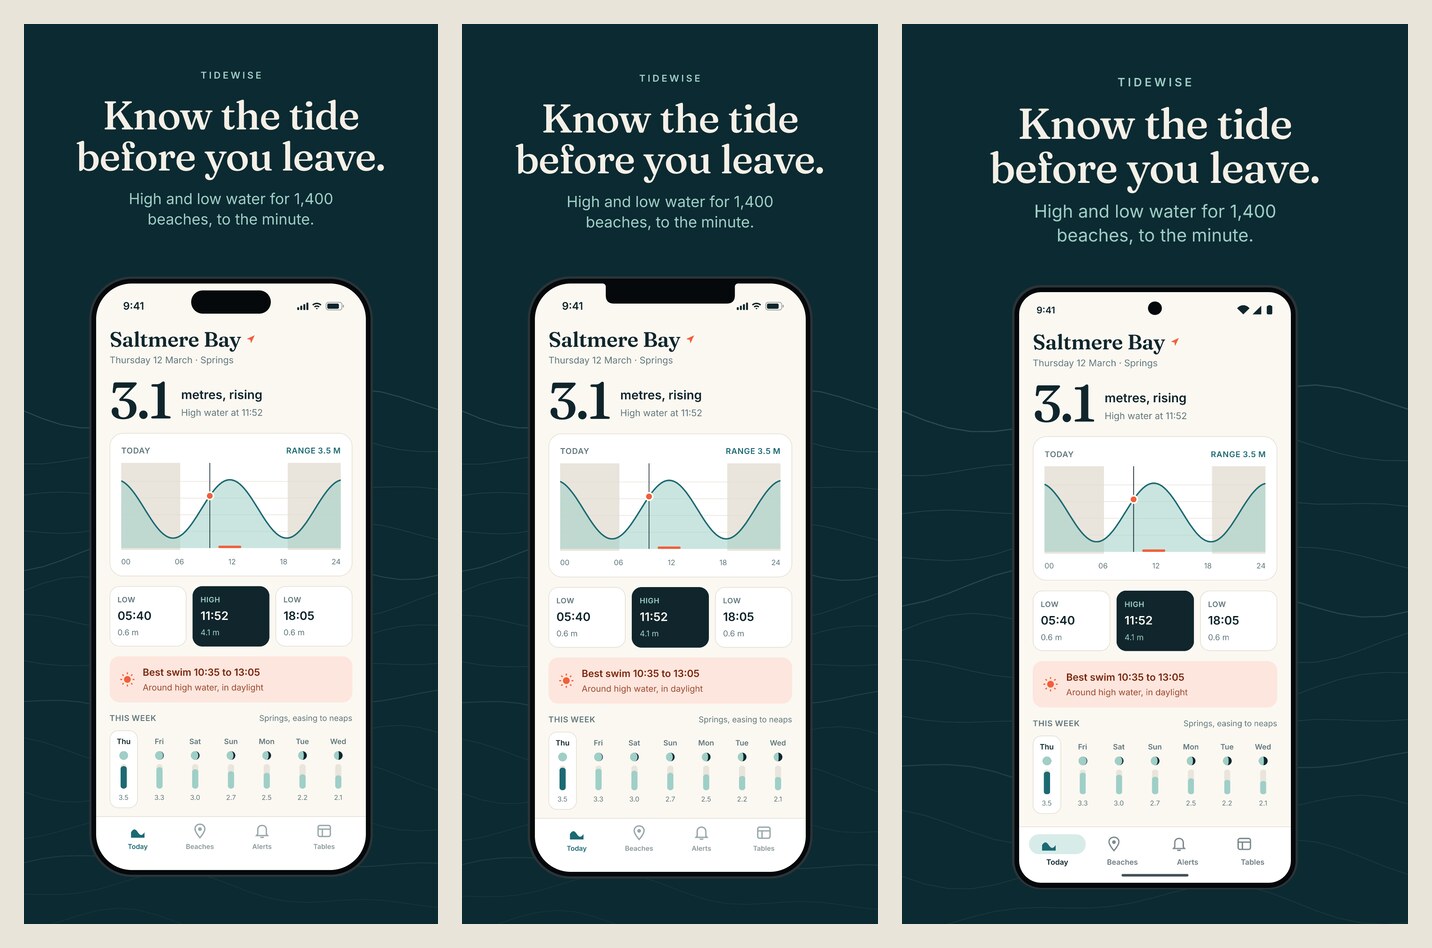 TIDEWISE
Know the tide
before you leave.
High and low water for 1,400
beaches, to the minute.
9:41
Saltmere Bay
Thursday 12 March · Springs
3.1
metres, rising
High water at 11:52
TODAY
RANGE 3.5 M
00 06 12 18 24
LOW
05:40
0.6 m
HIGH
11:52
4.1 m
LOW
18:05
0.6 m
Best swim 10:35 to 13:05
Around high water, in daylight
THIS WEEK
Springs, easing to neaps
Thu Fri Sat Sun Mon Tue Wed
3.5 3.3 3.0 2.7 2.5 2.2 2.1
Today Beaches Alerts Tables
TIDEWISE
Know the tide
before you leave.
High and low water for 1,400
beaches, to the minute.
9:41
Saltmere Bay
Thursday 12 March · Springs
3.1
metres, rising
High water at 11:52
TODAY
RANGE 3.5 M
00 06 12 18 24
LOW
05:40
0.6 m
HIGH
11:52
4.1 m
LOW
18:05
0.6 m
Best swim 10:35 to 13:05
Around high water, in daylight
THIS WEEK
Springs, easing to neaps
Thu Fri Sat Sun Mon Tue Wed
3.5 3.3 3.0 2.7 2.5 2.2 2.1
Today Beaches Alerts Tables
TIDEWISE
Know the tide
before you leave.
High and low water for 1,400
beaches, to the minute.
9:41
Saltmere Bay
Thursday 12 March · Springs
3.1
metres, rising
High water at 11:52
TODAY
RANGE 3.5 M
00 06 12 18 24
LOW
05:40
0.6 m
HIGH
11:52
4.1 m
LOW
18:05
0.6 m
Best swim 10:35 to 13:05
Around high water, in daylight
THIS WEEK
Springs, easing to neaps
Thu Fri Sat Sun Mon Tue Wed
3.5 3.3 3.0 2.7 2.5 2.2 2.1
Today Beaches Alerts Tables